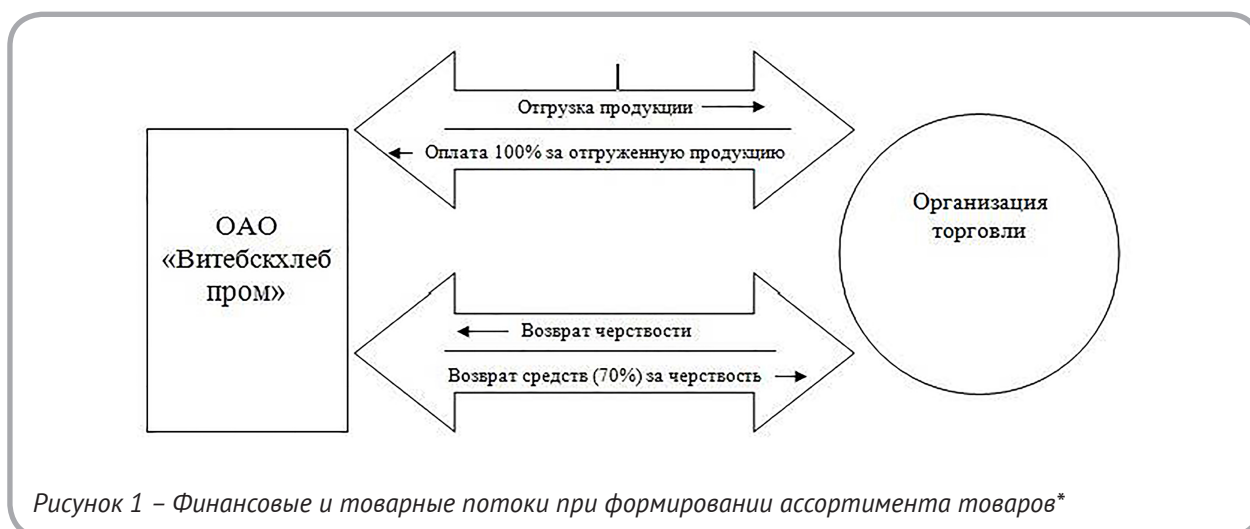 Отгрузка продукции
Оплата 100% за отгруженную продукцию
ОАО
«Витебскхлеб
пром»
Организация
торговли
Возврат черствости
Возврат средств (70%) за черствость
Рисунок 1 – Финансовые и товарные потоки при формировании ассортимента товаров*